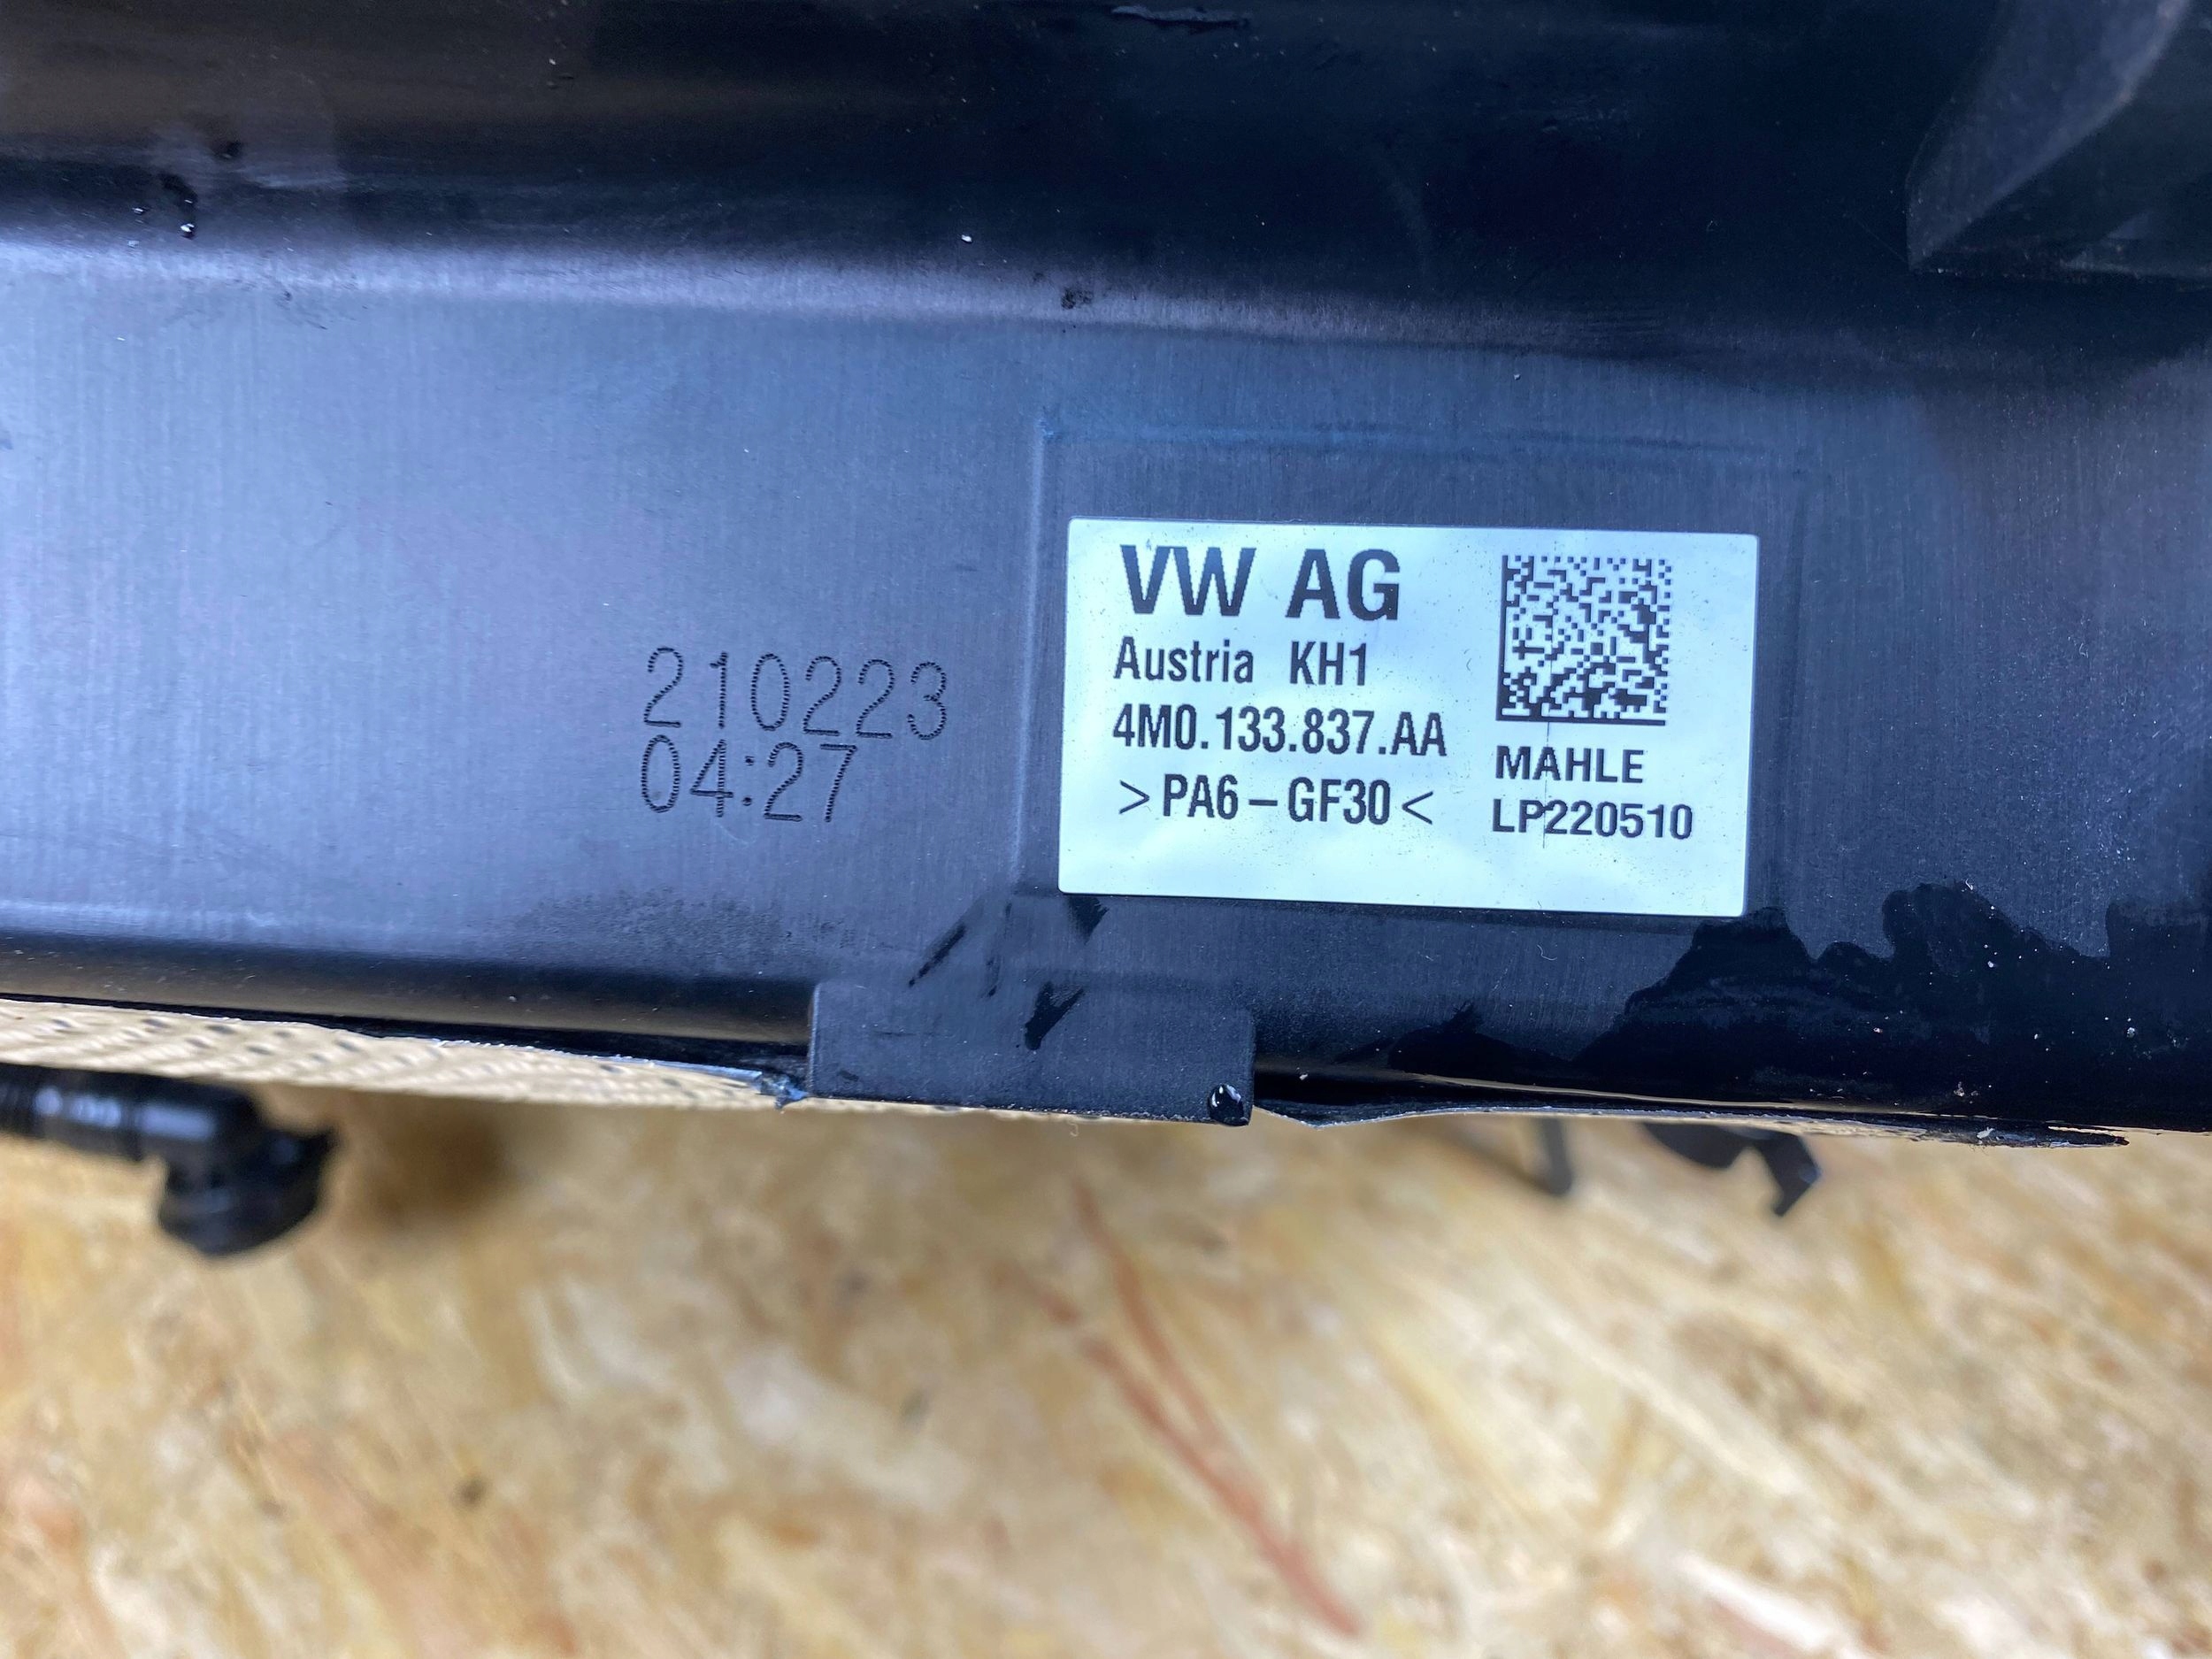 210223
04:27
VW AG
Austria KH1
4M0.133.837.AA
>PA6-GF30<
MAHLE
LP220510